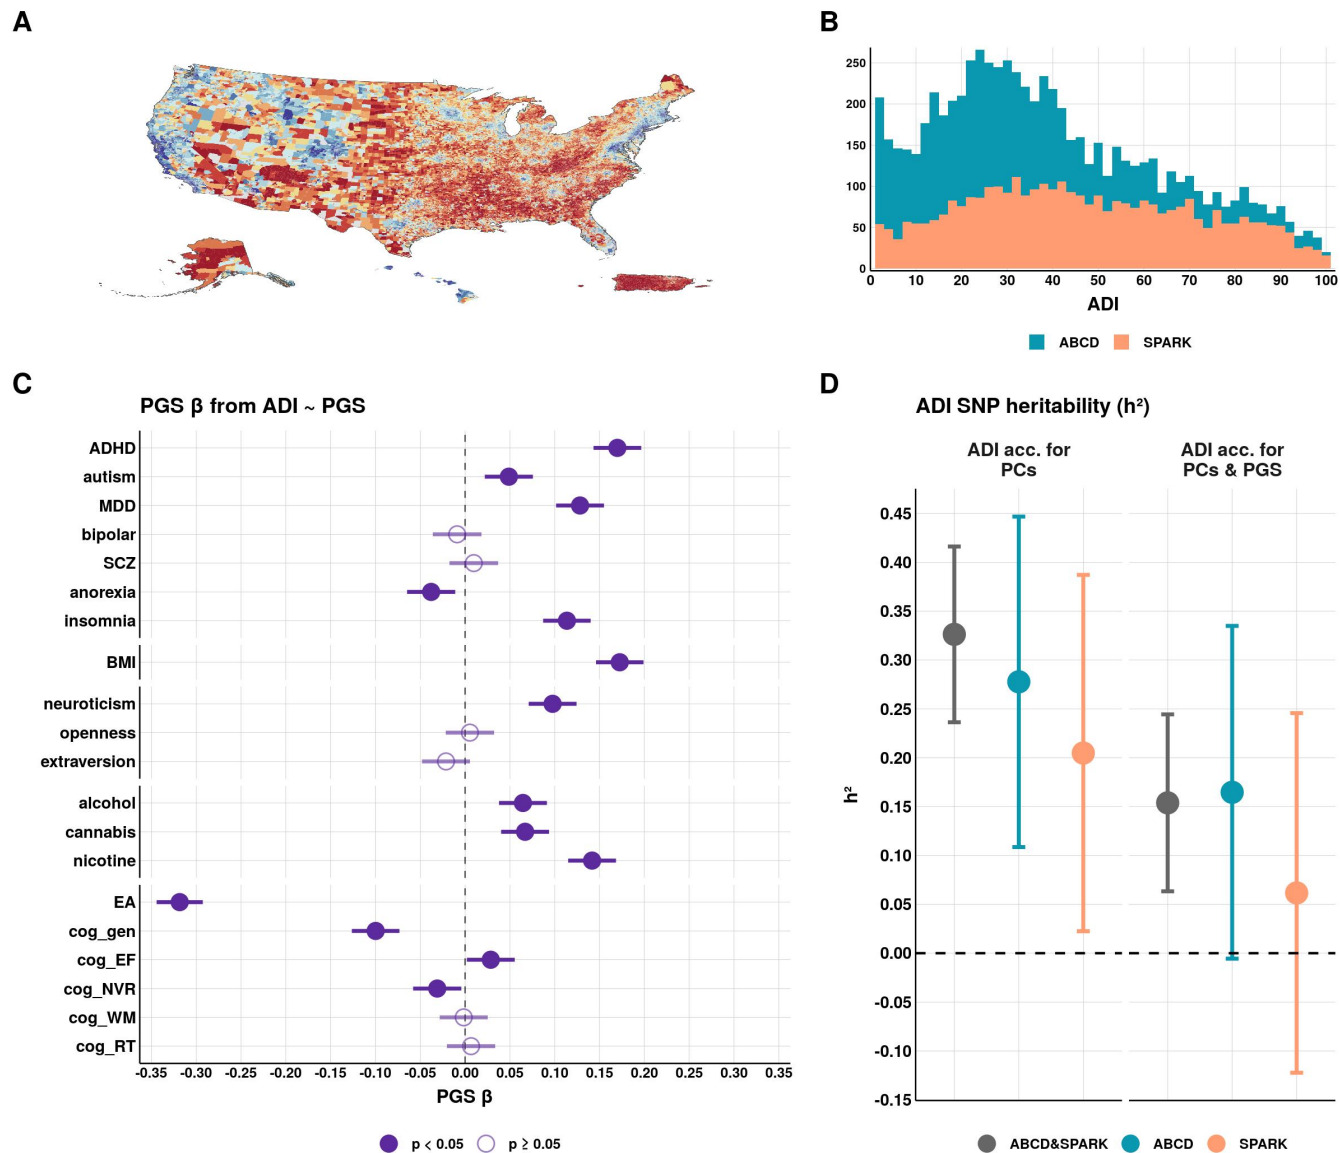 A
B
250
200
150
100
50
0
0 10 20 30 40 50 60 70 80 90 100
ADI
ABCD SPARK
C
PGS β from ADI ~ PGS
ADHD
autism
MDD
bipolar
SCZ
anorexia
insomnia
BMI
neuroticism
openness
extraversion
alcohol
cannabis
nicotine
EA
cog_gen
cog_EF
cog_NVR
cog_WM
cog_RT
-0.35 -0.30 -0.25 -0.20 -0.15 -0.10 -0.05 0.00 0.05 0.10 0.15 0.20 0.25 0.30 0.35
PGS β
p < 0.05 p ≥ 0.05
D
ADI SNP heritability (h²)
ADI acc. for
PCs
ADI acc. for
PCs & PGS
0.45
0.40
0.35
0.30
0.25
0.20
0.15
0.10
0.05
0.00
-0.05
-0.10
-0.15
h²
ABCD&SPARK ABCD SPARK